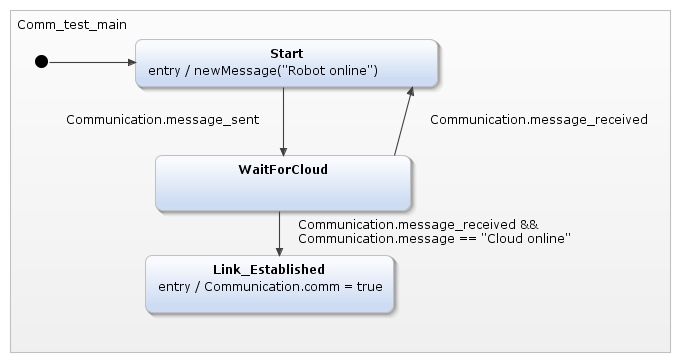 Comm_test_main
Start
entry / newMessage("Robot online")
Communication.message_sent
Communication.message_received
WaitForCloud
Communication.message_received &&
Communication.message == "Cloud online"
Link_Established
entry / Communication.comm = true